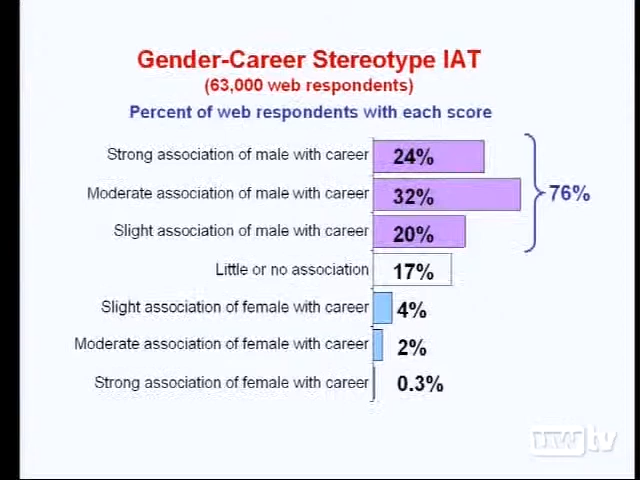 Gender-Career Stereotype IAT
(63,000 web respondents)
Percent of web respondents with each score
Strong association of male with career 24%
Moderate association of male with career 32% 76%
Slight association of male with career 20%
Little or no association 17%
Slight association of female with career 4%
Moderate association of female with career 2%
Strong association of female with career 0.3%
UWtv